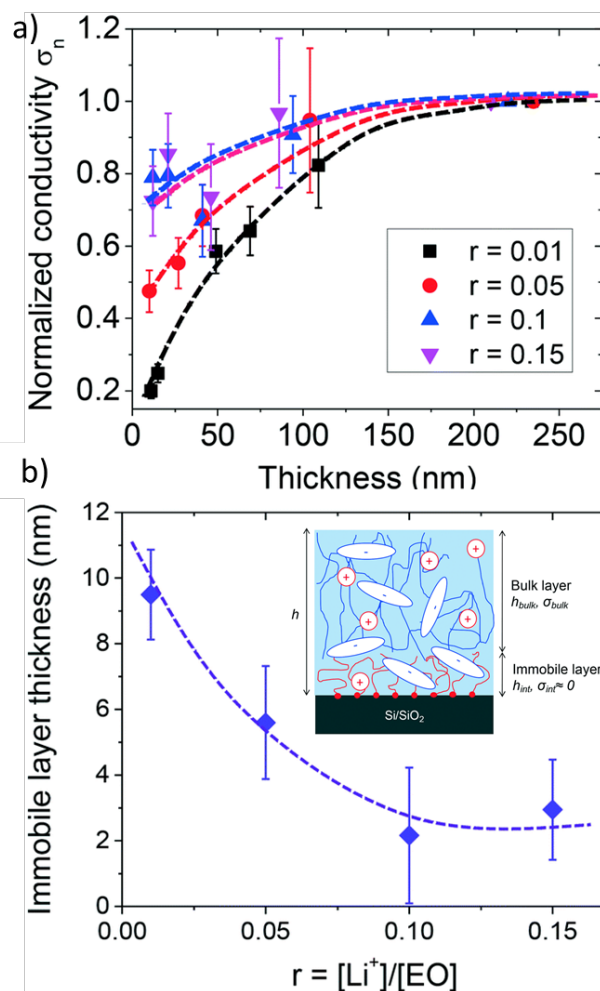 a)
Normalized conductivity σn
1.2
1.0
0.8
0.6
0.4
0.2
r = 0.01
r = 0.05
r = 0.1
r = 0.15
0 50 100 150 200 250
Thickness (nm)
b)
Immobile layer thickness (nm)
12
10
8
6
4
2
0
h
Bulk layer
hbulk, σbulk
Immobile layer
hint, σint≈ 0
Si/SiO2
0.00 0.05 0.10 0.15
r = [Li+]/[EO]